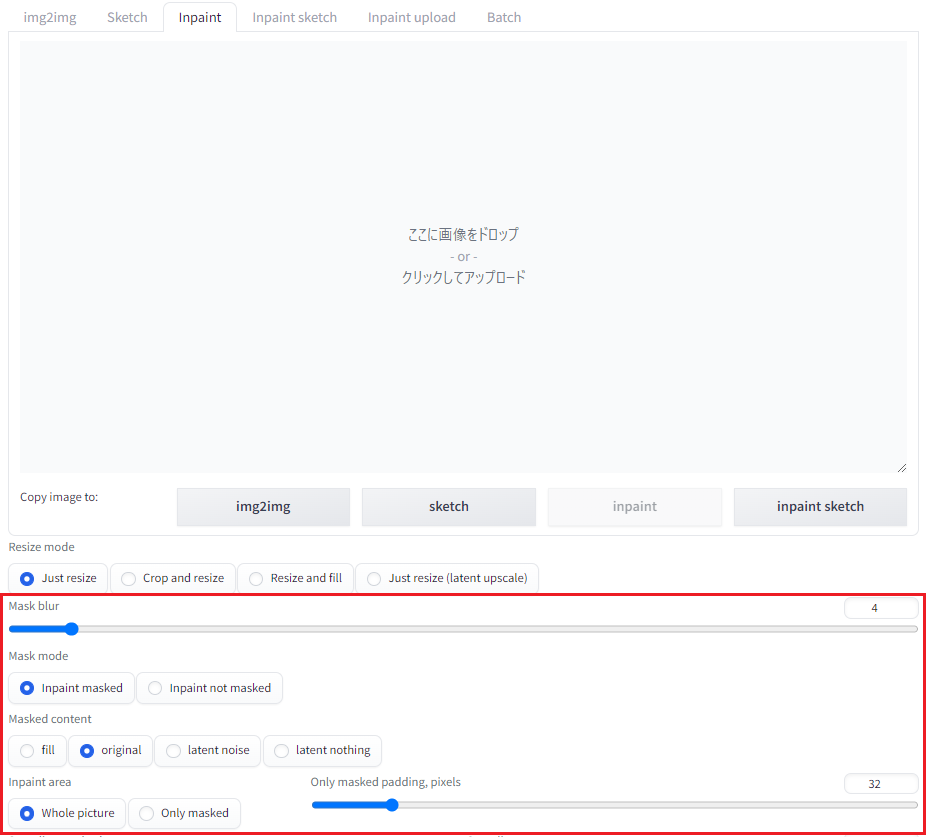 img2img Sketch Inpaint Inpaint sketch Inpaint upload Batch
ここに画像をドロップ
- or -
クリックしてアップロード
Copy image to: img2img sketch inpaint inpaint sketch
Resize mode
Just resize Crop and resize Resize and fill Just resize (latent upscale)
Mask blur 4
Mask mode
Inpaint masked Inpaint not masked
Masked content
fill original latent noise latent nothing
Inpaint area Only masked padding, pixels 32
Whole picture Only masked